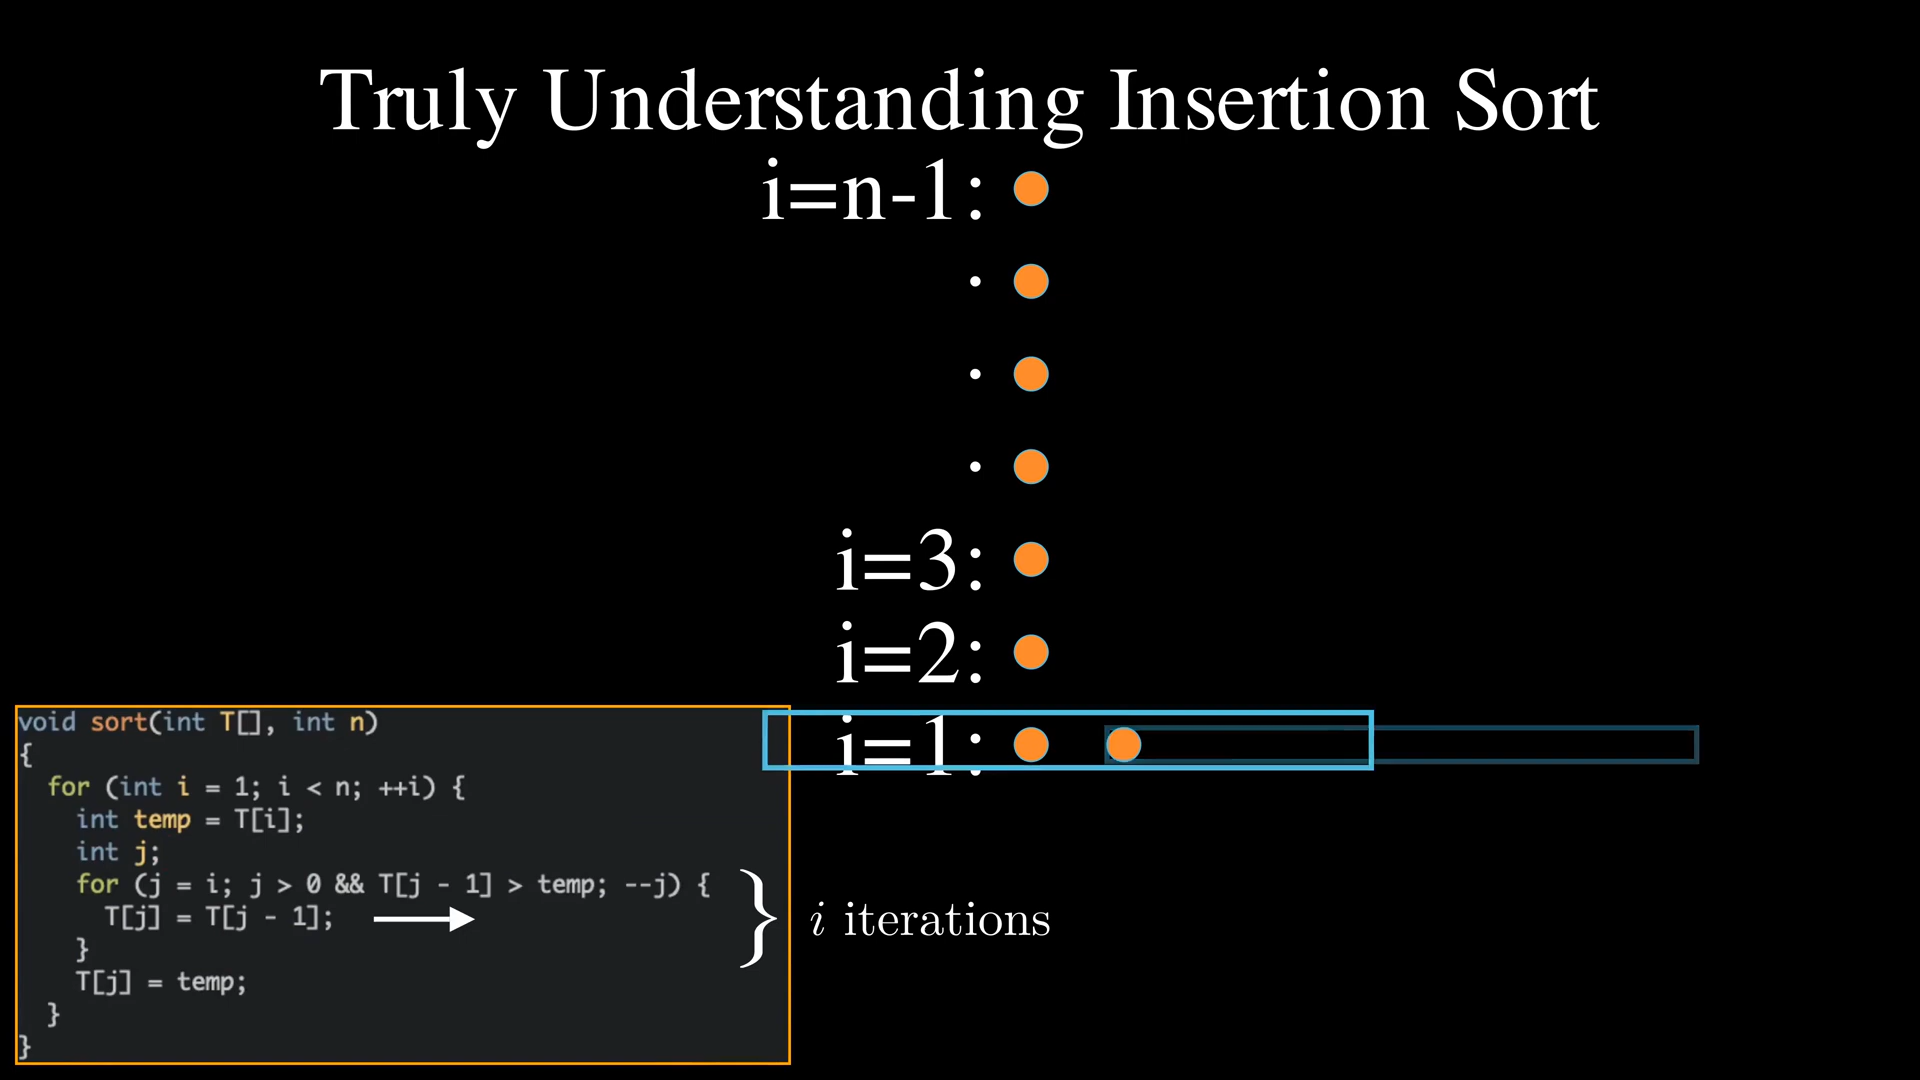 Truly Understanding Insertion Sort
i=n-1:
.
.
.
i=3:
i=2:
i=1:
void sort(int T[], int n)
{
  for (int i = 1; i < n; ++i) {
    int temp = T[i];
    int j;
    for (j = i; j > 0 && T[j - 1] > temp; --j) {
      T[j] = T[j - 1];
    }
    T[j] = temp;
  }
}
} i iterations